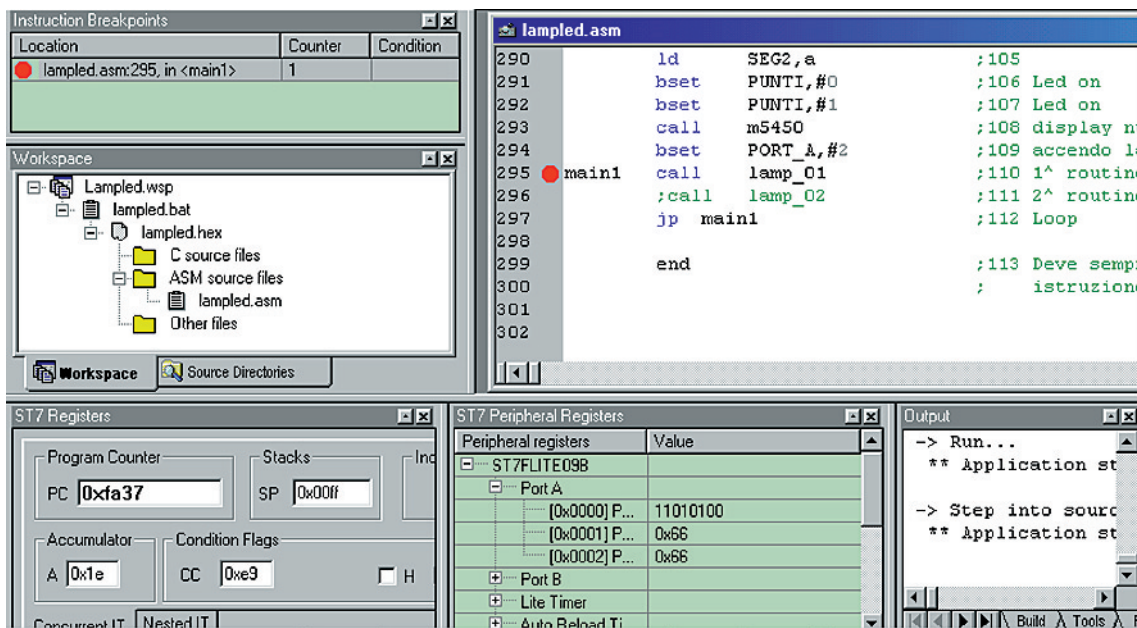 Instruction Breakpoints
Location Counter Condition
lampled.asm:295, in <main1> 1
Workspace
Lampled.wsp
lampled.bat
lampled.hex
C source files
ASM source files
lampled.asm
Other files
Workspace Source Directories
lampled.asm
290 ld SEG2,a ;105
291 bset PUNTI,#0 ;106 Led on
292 bset PUNTI,#1 ;107 Led on
293 call m5450 ;108 display
294 bset PORT_A,#2 ;109 accendo
295 main1 call lamp_01 ;110 1^ routine
296 ;call lamp_02 ;111 2^ routine
297 jp main1 ;112 Loop
298
299 end ;113 Deve
300 ; istruzione
301
302
ST7 Registers
Program Counter Stacks
PC 0xfa37 SP 0x00ff
Accumulator Condition Flags
A 0x1e CC 0xe9 H
Concurrent IT Nested IT
ST7 Peripheral Registers
Peripheral registers Value
ST7FLITE09B
Port A
[0x0000] P... 11010100
[0x0001] P... 0x66
[0x0002] P... 0x66
Port B
Lite Timer
Auto Reload Ti
Output
-> Run...
** Application st
-> Step into sourc
** Application st
Build Tools